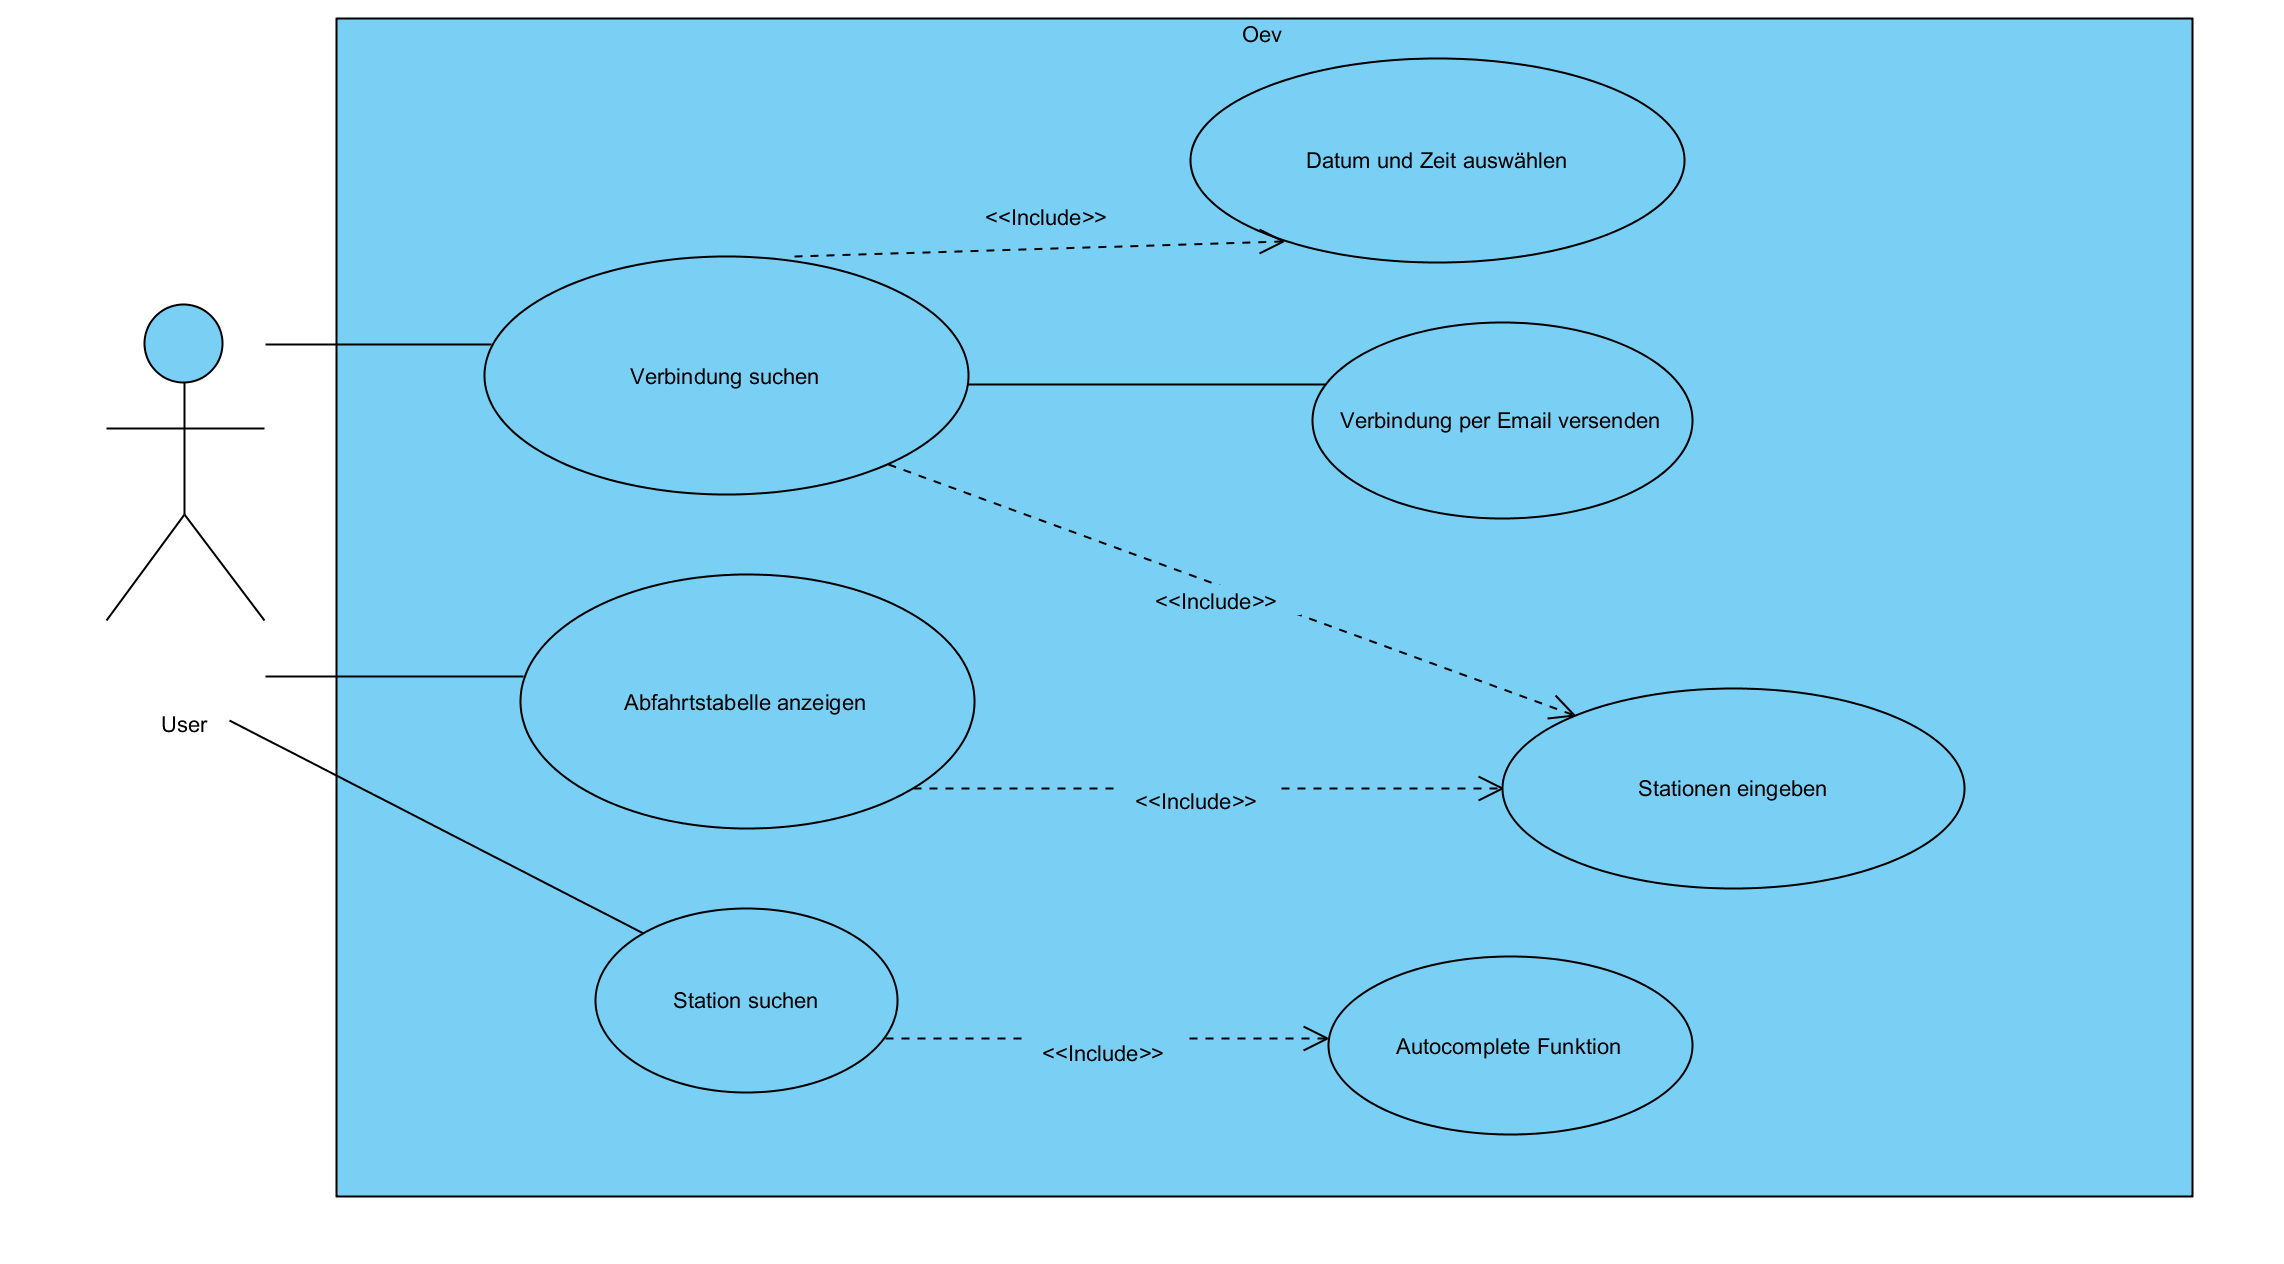 Oev
Datum und Zeit auswählen
<<Include>>
Verbindung suchen
Verbindung per Email versenden
<<Include>>
Abfahrtstabelle anzeigen
User
Stationen eingeben
<<Include>>
Station suchen
Autocomplete Funktion
<<Include>>